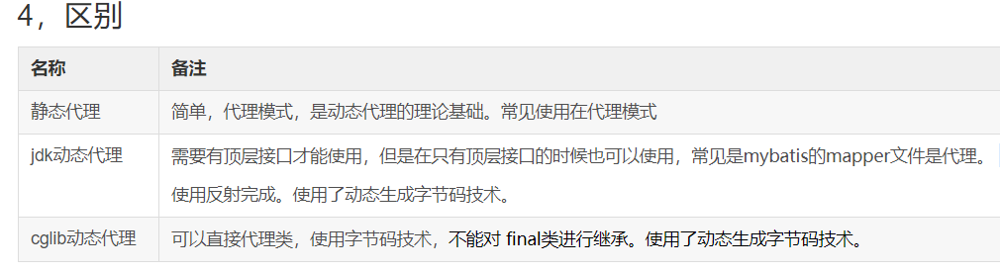 4，区别
名称 备注
静态代理 简单，代理模式，是动态代理的理论基础。常见使用在代理模式
jdk动态代理 需要有顶层接口才能使用，但是在只有顶层接口的时候也可以使用，常见是mybatis的mapper文件是代理。
使用反射完成。使用了动态生成字节码技术。
cglib动态代理 可以直接代理类，使用字节码技术，不能对 final类进行继承。使用了动态生成字节码技术。